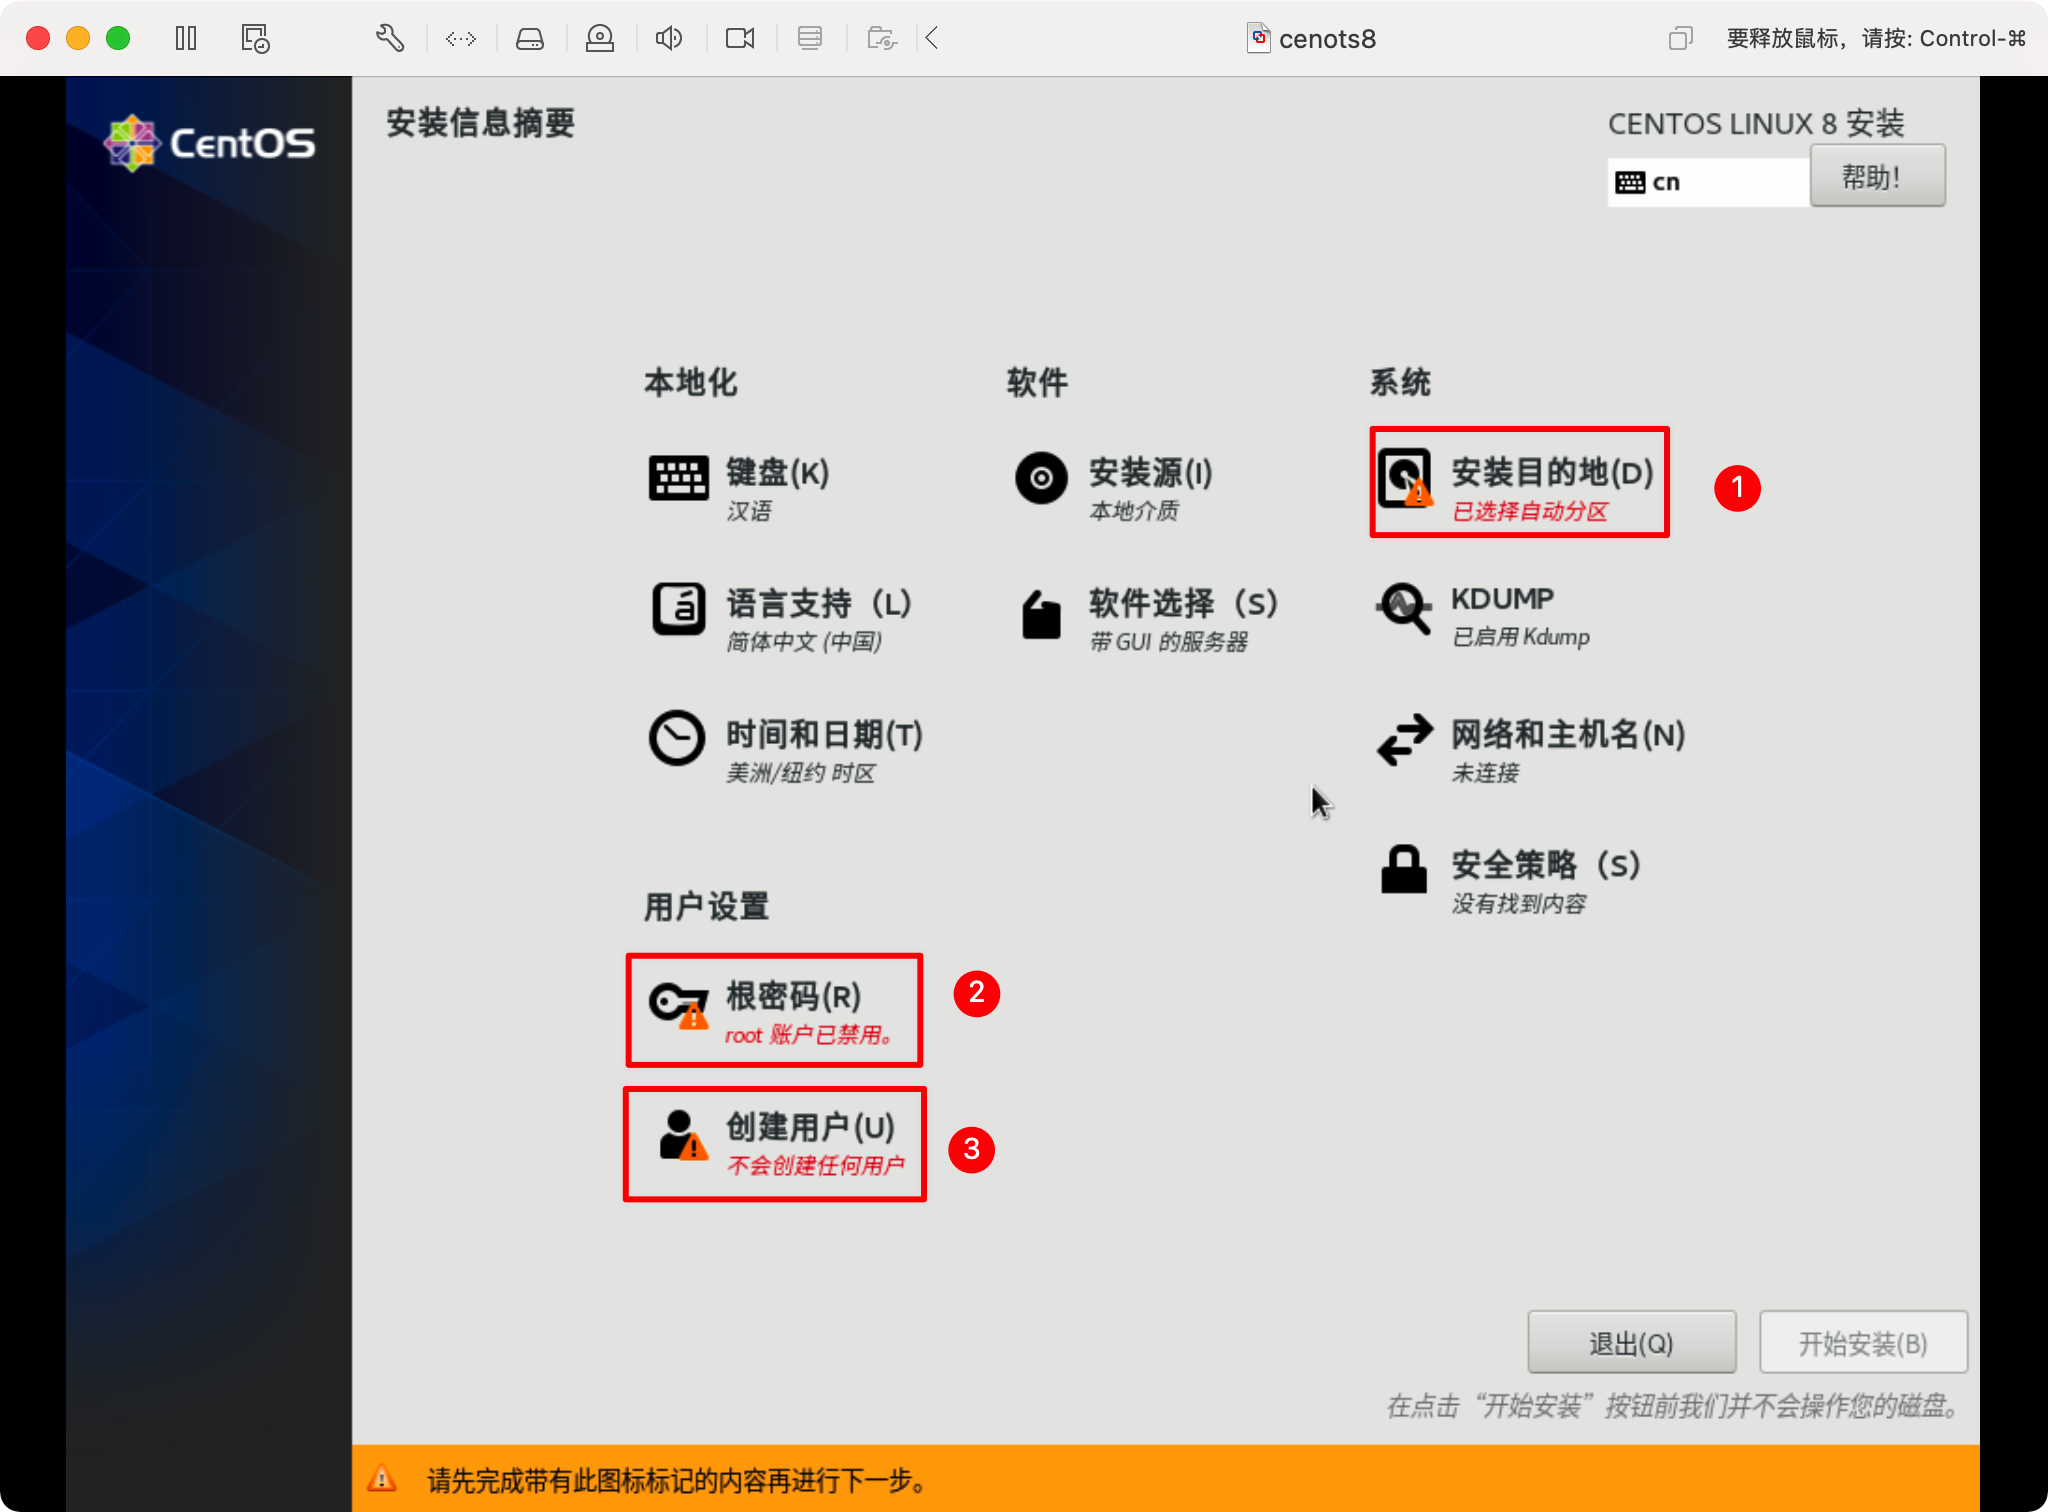 cenots8
要释放鼠标，请按: Control-⌘
CentOS
安装信息摘要
CENTOS LINUX 8 安装
cn
帮助!
本地化
软件
系统
键盘(K)
汉语
安装源(I)
本地介质
安装目的地(D)
已选择自动分区
1
语言支持（L）
简体中文 (中国)
软件选择（S）
带 GUI 的服务器
KDUMP
已启用 Kdump
时间和日期(T)
美洲/纽约 时区
网络和主机名(N)
未连接
安全策略（S）
没有找到内容
用户设置
根密码(R)
root 账户已禁用。
2
创建用户(U)
不会创建任何用户
3
退出(Q)
开始安装(B)
在点击“开始安装”按钮前我们并不会操作您的磁盘。
请先完成带有此图标标记的内容再进行下一步。